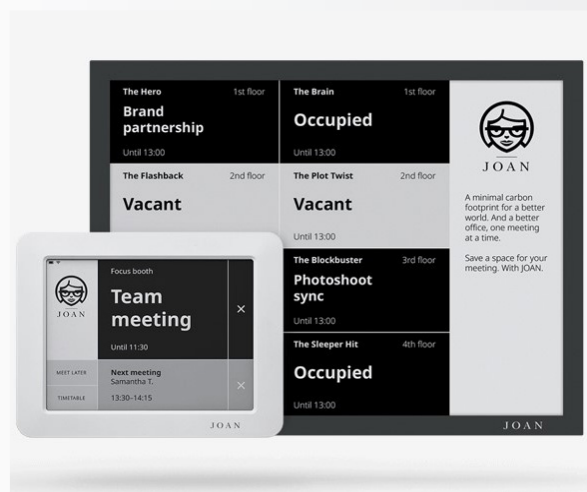 The Hero 1st floor
Brand
partnership
Until 13:00
The Brain 1st floor
Occupied
Until 13:00
The Flashback 2nd floor
Vacant
The Plot Twist 2nd floor
Vacant
Until 13:00
The Blockbuster 3rd floor
Photoshoot
sync
Until 13:00
The Sleeper Hit 4th floor
Occupied
Until 13:00
JOAN
A minimal carbon
footprint for a better
world. And a better
office, one meeting
at a time.
Save a space for your
meeting. With JOAN.
JOAN
JOAN
Focus booth
Team
meeting
Until 11:30
MEET LATER
TIMETABLE
Next meeting
Samantha T.
13:30–14:15
JOAN